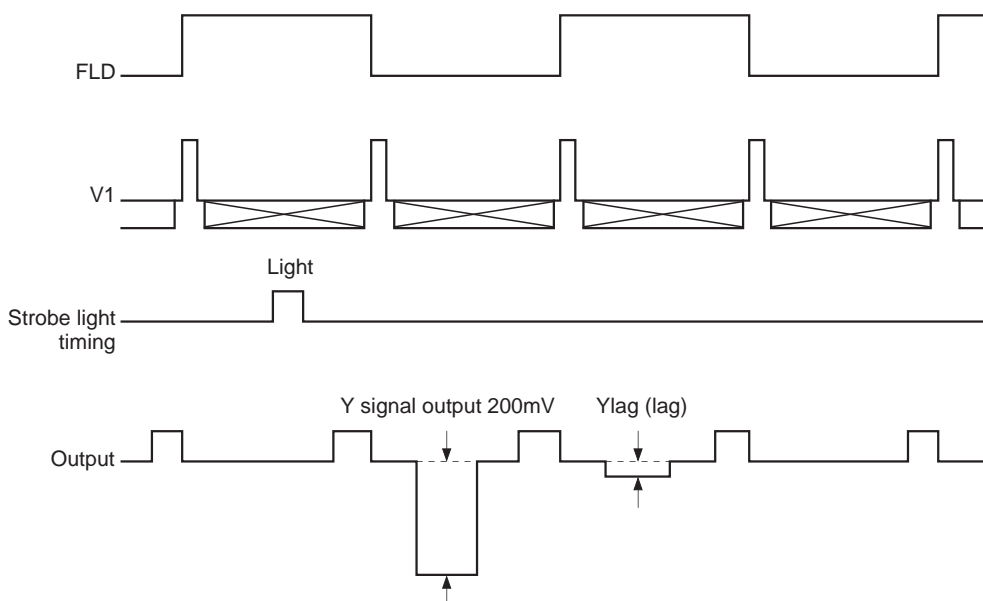 FLD
V1
Light
Strobe light
timing
Y signal output 200mV
Ylag (lag)
Output